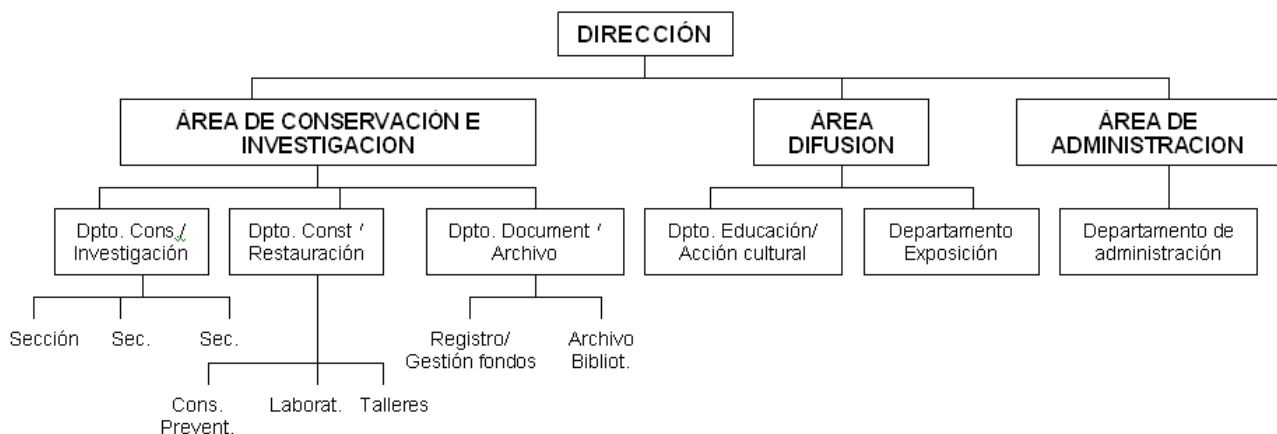 DIRECCIÓN
ÁREA DE CONSERVACIÓN E
INVESTIGACION
ÁREA
DIFUSION
ÁREA DE
ADMINISTRACION
Dpto. Cons./
Investigación
Dpto. Const /
Restauración
Dpto. Document /
Archivo
Dpto. Educación/
Acción cultural
Departamento
Exposición
Departamento de
administración
Sección
Sec.
Sec.
Registro/
Gestión fondos
Archivo
Bibliot.
Cons.
Prevent.
Laborat.
Talleres